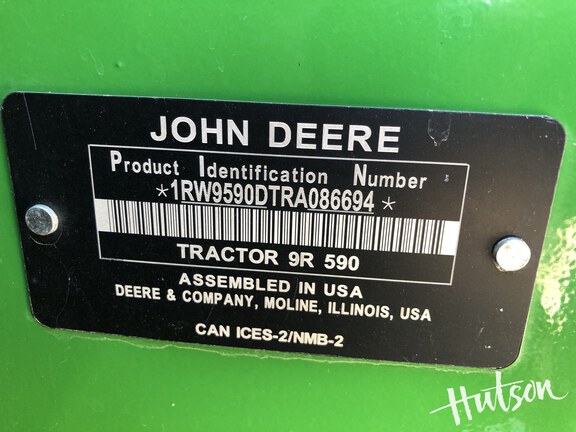 JOHN DEERE
Product Identification Number
*1RW9590DTRA086694*
TRACTOR 9R 590
ASSEMBLED IN USA
DEERE & COMPANY, MOLINE, ILLINOIS, USA
CAN ICES-2/NMB-2
Hutson